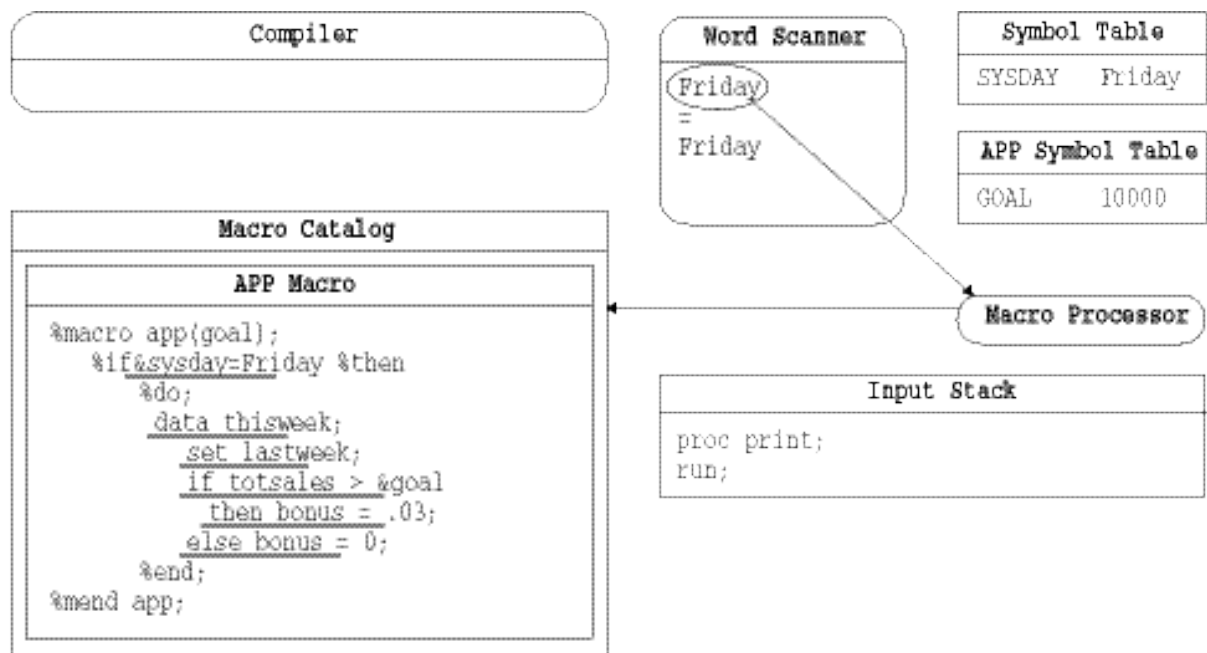 Compiler
Word Scanner
Friday
=
Friday
Symbol Table
SYSDAY Friday
APP Symbol Table
GOAL 10000
Macro Catalog
APP Macro
%macro app(goal);
%if&sysday=Friday %then
%do;
data thisweek;
set lastweek;
if totsales > &goal
then bonus = .03;
else bonus = 0;
%end;
%mend app;
Macro Processor
Input Stack
proc print;
run;